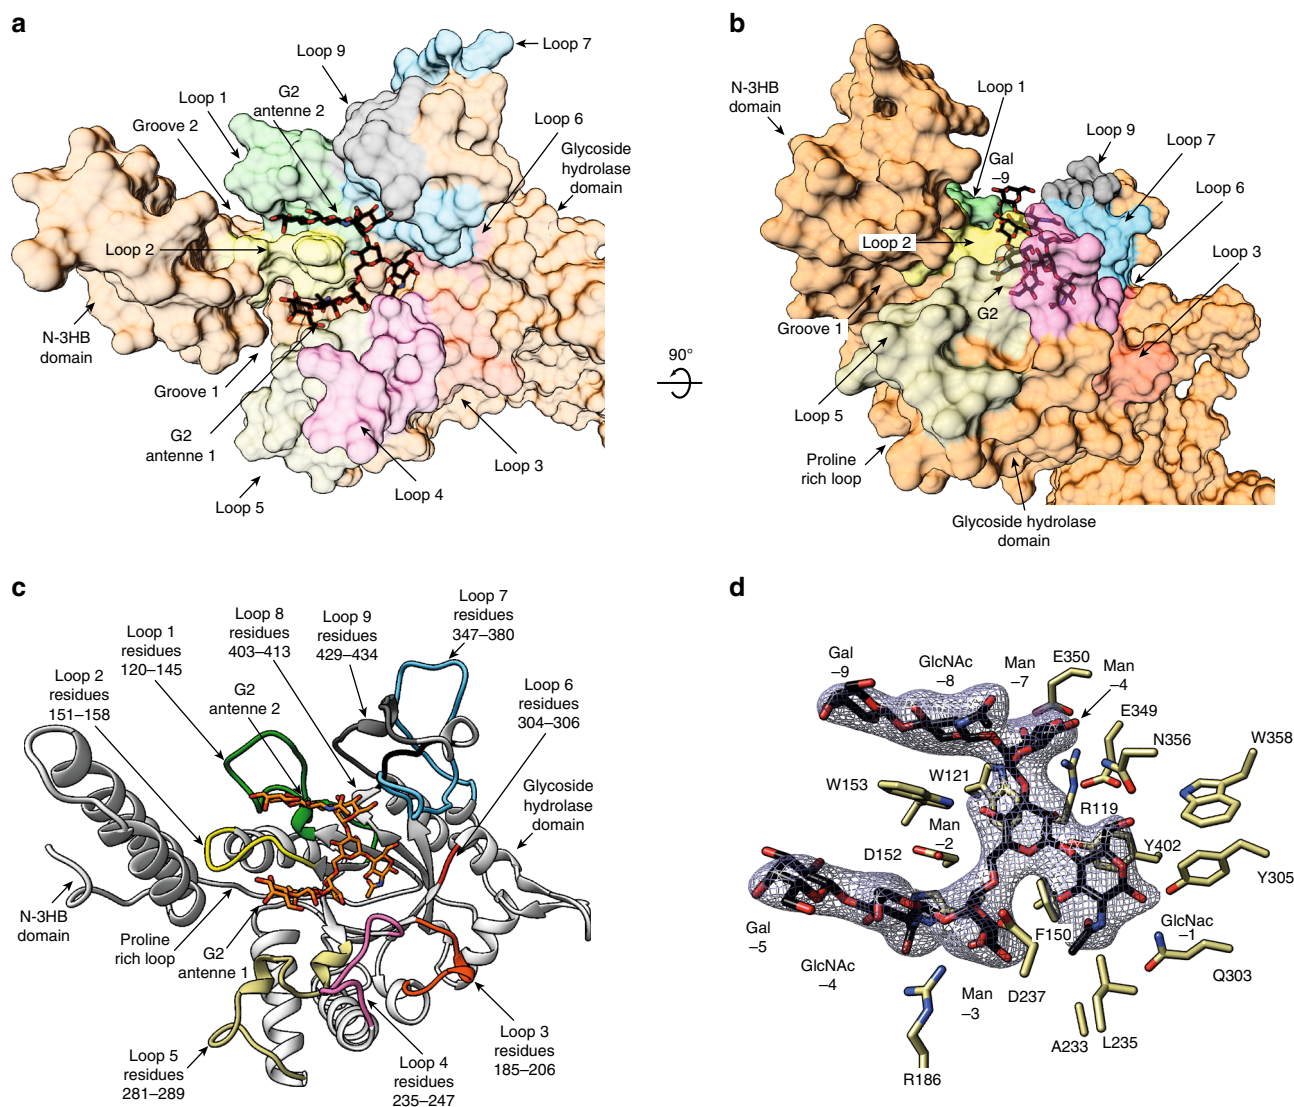 a
Loop 9
Loop 7
G2
antenne 2
Loop 1
Groove 2
Loop 6
Glycoside
hydrolase
domain
Loop 2
N-3HB
domain
Groove 1
G2
antenne 1
Loop 5
Loop 4
Loop 3
90°
b
N-3HB
domain
Loop 1
Gal
–9
Loop 9
Loop 7
Loop 6
Loop 2
Loop 3
G2
Groove 1
Loop 5
Proline
rich loop
Glycoside hydrolase
domain
c
Loop 7
residues
347–380
Loop 8
residues
403–413
Loop 9
residues
429–434
Loop 1
residues
120–145
Loop 2
residues
151–158
G2
antenne 2
Loop 6
residues
304–306
Glycoside
hydrolase
domain
N-3HB
domain
Proline
rich loop
G2
antenne 1
Loop 5
residues
281–289
Loop 4
residues
235–247
Loop 3
residues
185–206
d
Gal
–9
GlcNAc
–8
Man
–7
E350
Man
–4
E349
N356
W358
W153
W121
R119
Man
–2
Y402
D152
Y305
F150
GlcNac
–1
Gal
–5
GlcNAc
–4
Man
–3
D237
Q303
A233
L235
R186